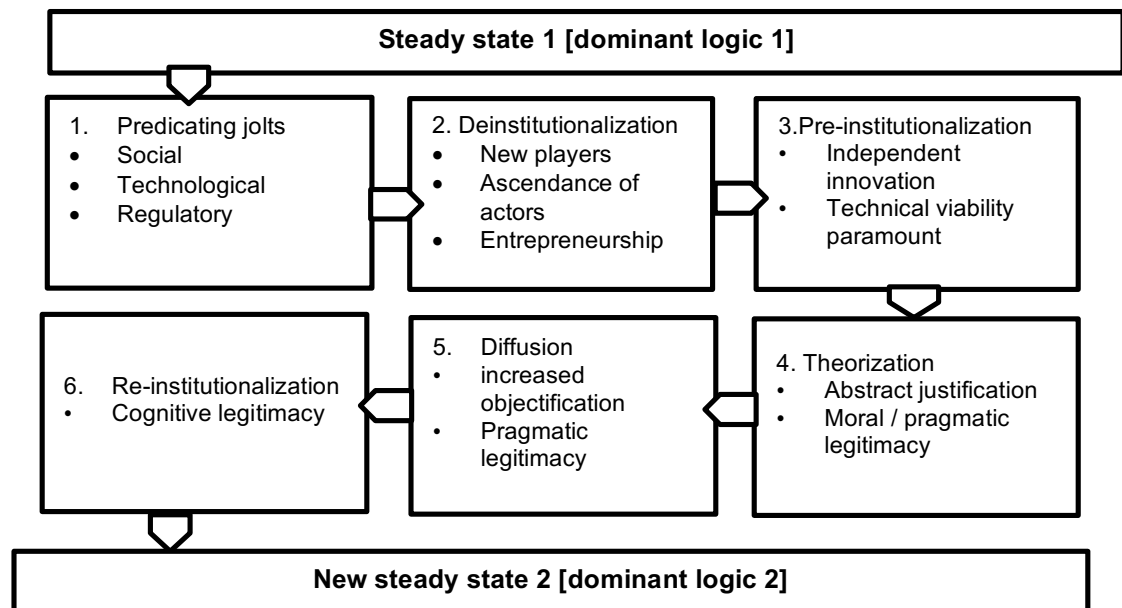 Steady state 1 [dominant logic 1]
1. Predicating jolts
• Social
• Technological
• Regulatory
2. Deinstitutionalization
• New players
• Ascendance of
actors
• Entrepreneurship
3.Pre-institutionalization
• Independent
innovation
• Technical viability
paramount
4. Theorization
• Abstract justification
• Moral / pragmatic
legitimacy
5. Diffusion
• increased
objectification
• Pragmatic
legitimacy
6. Re-institutionalization
• Cognitive legitimacy
New steady state 2 [dominant logic 2]